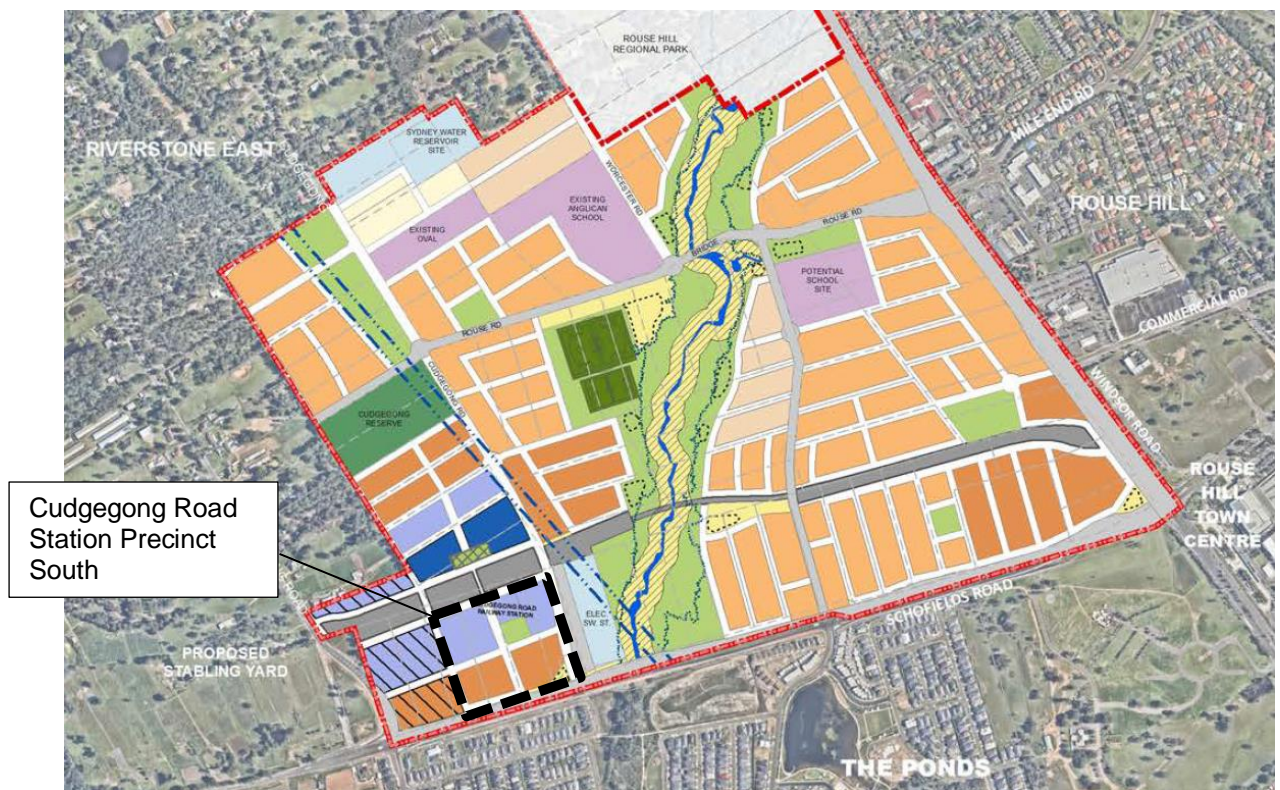 ROUSE HILL
REGIONAL PARK
MILE END RD
SYDNEY WATER
RESERVOIR
SITE
RIVERSTONE EAST
WORCESTER RD
EXISTING
ANGLICAN
SCHOOL
EXISTING
OVAL
ROUSE HILL
ROUSE RD
BRIDGE
POTENTIAL
SCHOOL
SITE
COMMERCIAL RD
ROUSE RD
CUDGEGONG RD
WINDSOR ROAD
CUDGEGONG
RESERVE
ROUSE
HILL
TOWN
CENTRE
Cudgegong Road
Station Precinct
South
CUDGEGONG ROAD
RAILWAY STATION
ELEC
SW. ST.
SCHOFIELDS ROAD
PROPOSED
STABLING YARD
THE PONDS